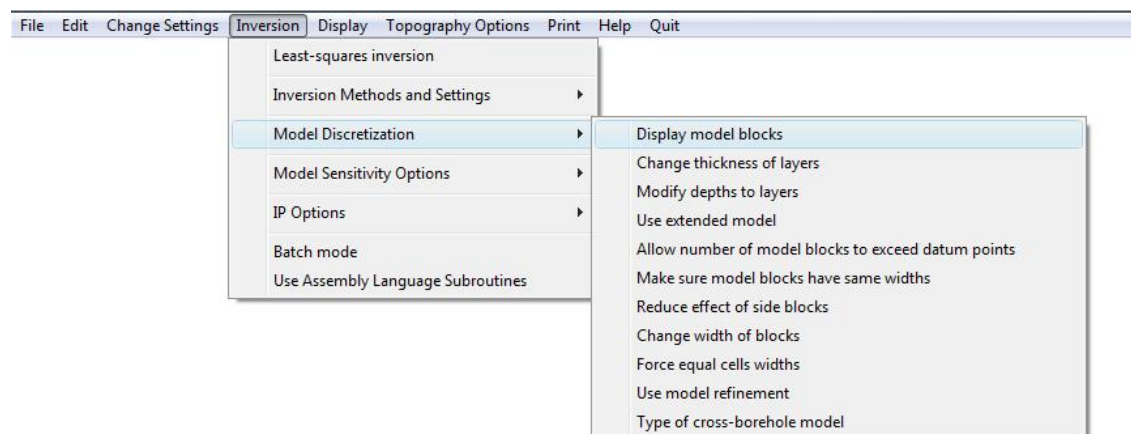 File Edit Change Settings Inversion Display Topography Options Print Help Quit
Least-squares inversion
Inversion Methods and Settings
Model Discretization
Model Sensitivity Options
IP Options
Batch mode
Use Assembly Language Subroutines
Display model blocks
Change thickness of layers
Modify depths to layers
Use extended model
Allow number of model blocks to exceed datum points
Make sure model blocks have same widths
Reduce effect of side blocks
Change width of blocks
Force equal cells widths
Use model refinement
Type of cross-borehole model